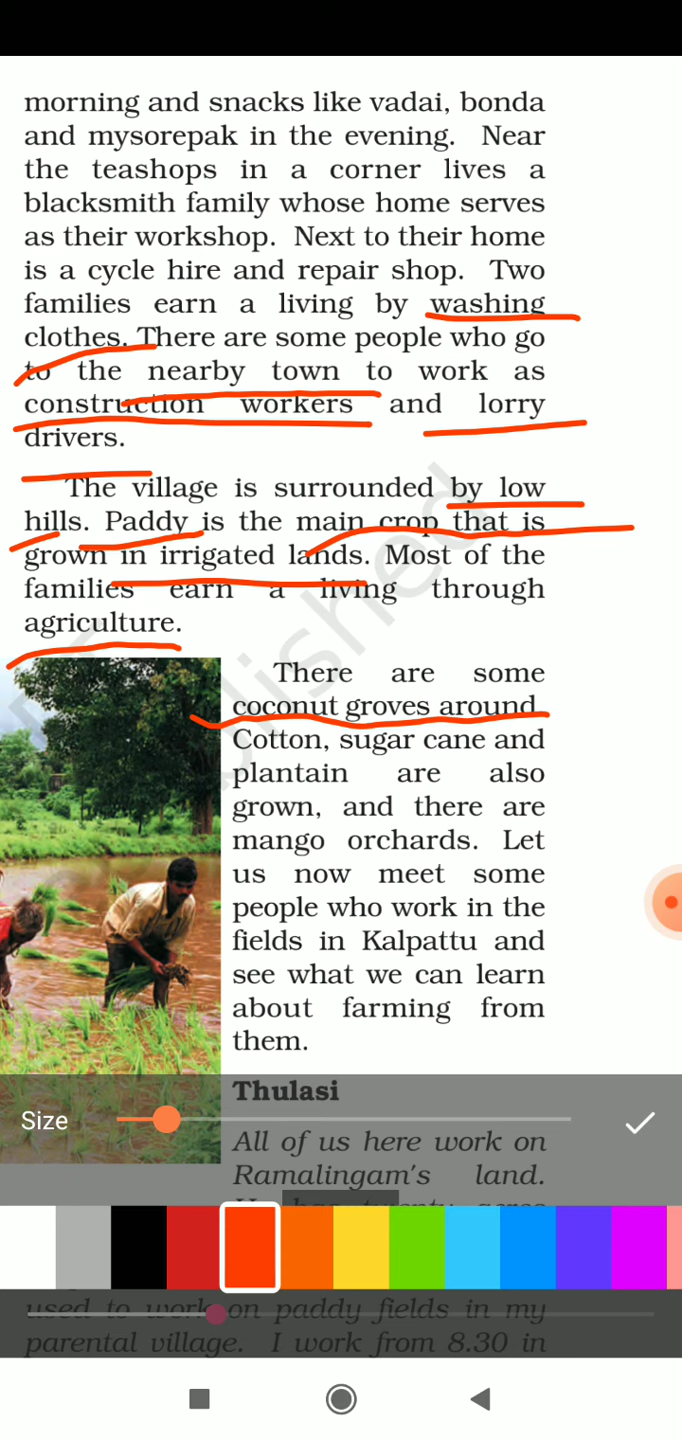 morning and snacks like vadai, bonda
and mysorepak in the evening. Near
the teashops in a corner lives a
blacksmith family whose home serves
as their workshop. Next to their home
is a cycle hire and repair shop. Two
families earn a living by washing
clothes. There are some people who go
to the nearby town to work as
construction workers and lorry
drivers.
The village is surrounded by low
hills. Paddy is the main crop that is
grown in irrigated lands. Most of the
families earn a living through
agriculture.
There are some
coconut groves around.
Cotton, sugar cane and
plantain are also
grown, and there are
mango orchards. Let
us now meet some
people who work in the
fields in Kalpattu and
see what we can learn
about farming from
them.
Thulasi
Size
All of us here work on
Ramalingam's land.
used to work on paddy fields in my
parental village. I work from 8.30 in